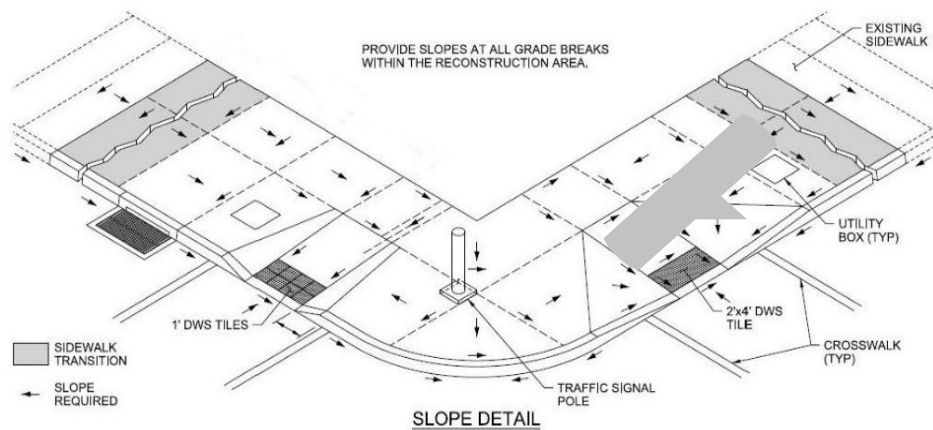 PROVIDE SLOPES AT ALL GRADE BREAKS
WITHIN THE RECONSTRUCTION AREA.
EXISTING
SIDEWALK
UTILITY
BOX (TYP)
1' DWS TILES
2'x4' DWS
TILE
CROSSWALK
(TYP)
SIDEWALK
TRANSITION
SLOPE
REQUIRED
TRAFFIC SIGNAL
POLE
SLOPE DETAIL